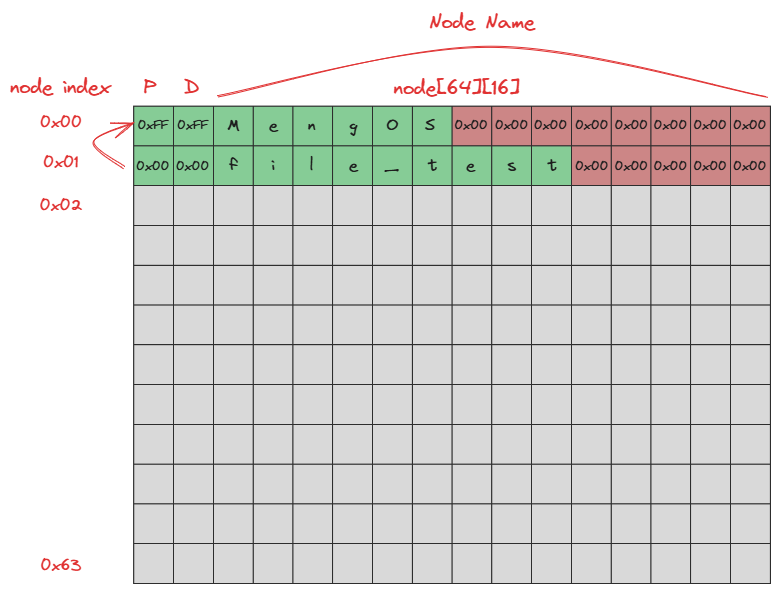 Node Name
node index P D node[64][16]
0x00 0xFF 0xFF M e n g O S 0x00 0x00 0x00 0x00 0x00 0x00 0x00 0x00
0x01 0x00 0x00 f i l e _ t e s t 0x00 0x00 0x00 0x00 0x00
0x02
0x63